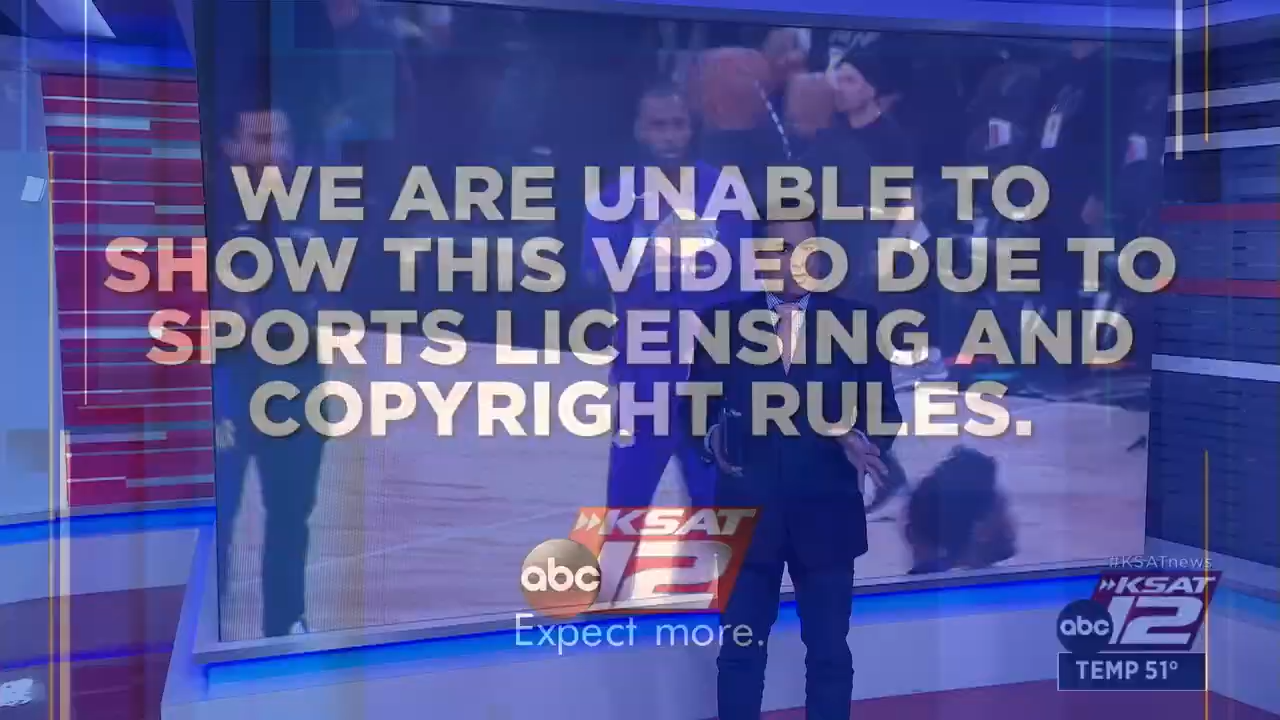 WE ARE UNABLE TO
SHOW THIS VIDEO DUE TO
SPORTS LICENSING AND
COPYRIGHT RULES.
KSAT
abc 12
Expect more.
#KSATnews
KSAT
abc 12
TEMP 51°